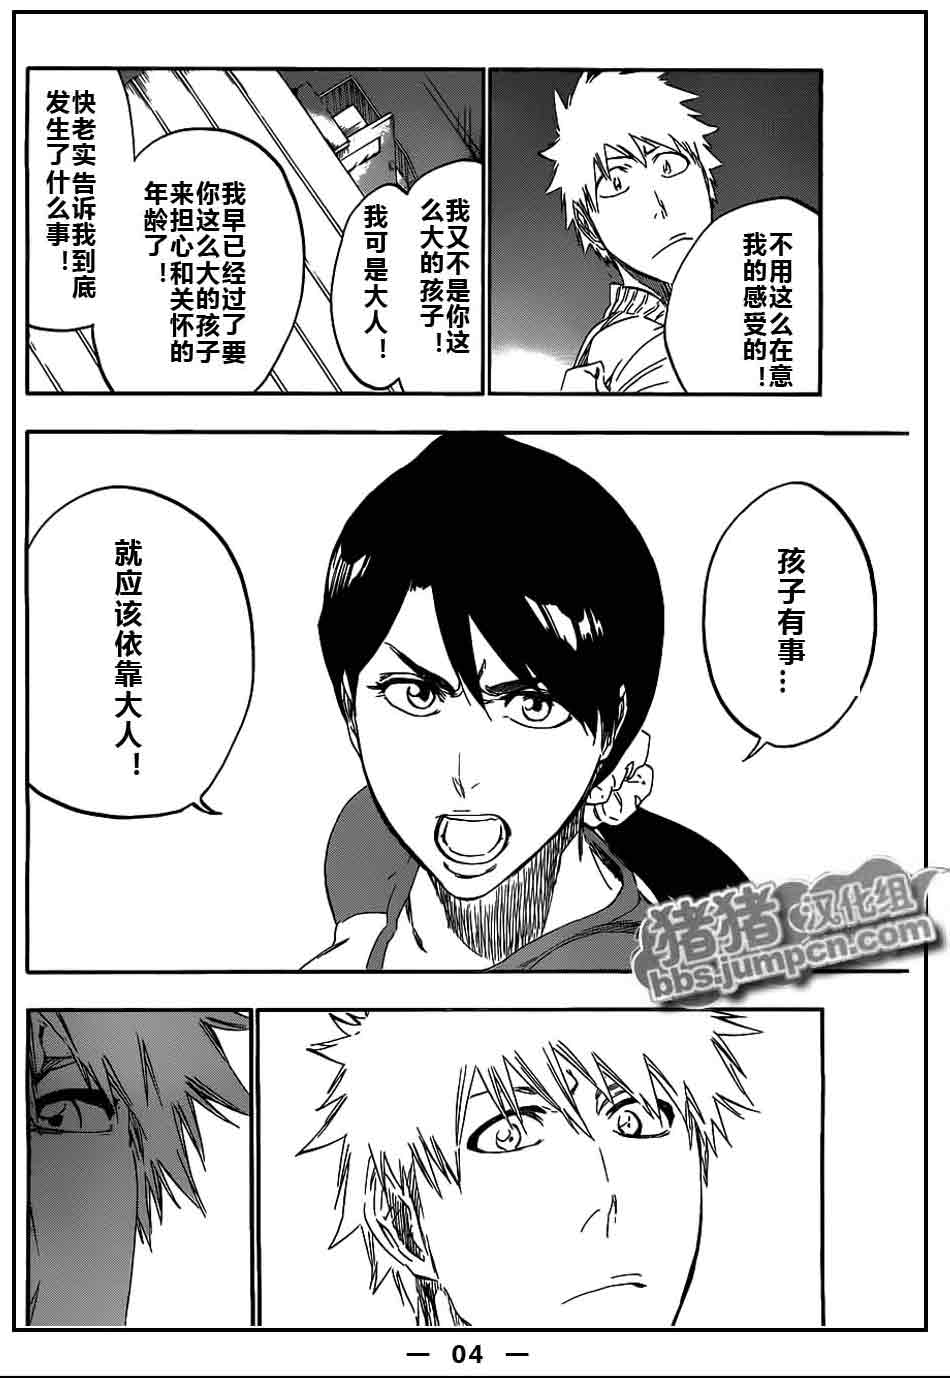 不用这么在意
我的感受的！
我又不是你这
么大的孩子！
我可是大人！
我早已经过了要
你这么大的孩子
来担心和关怀的
年龄了！
快老实告诉我到底
发生了什么事！
孩子有事…
就应该依靠大人！
猪猪汉化组
bbs.jumpcn.com
— 04 —